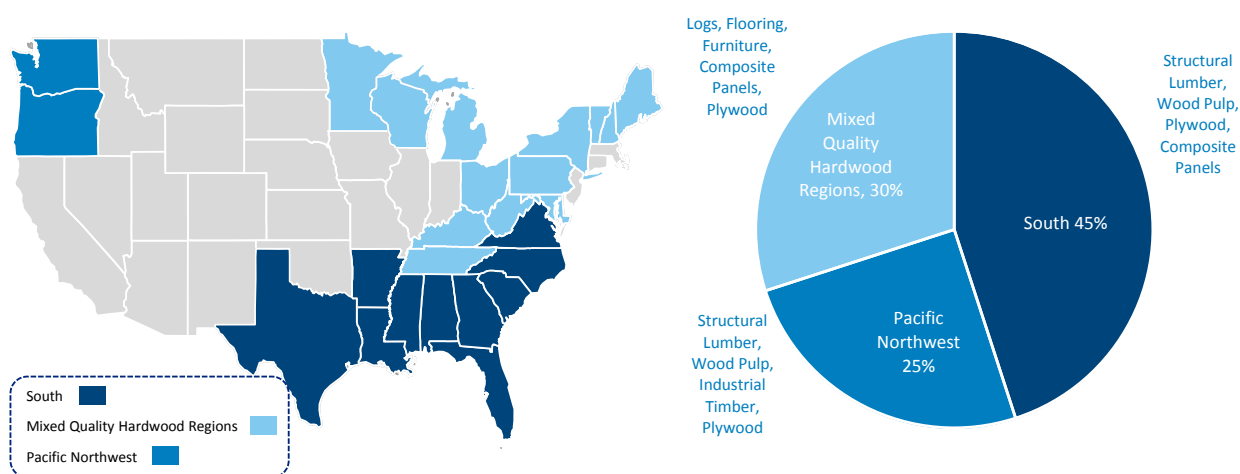 South
Mixed Quality Hardwood Regions
Pacific Northwest
Logs, Flooring,
Furniture,
Composite
Panels,
Plywood
Mixed
Quality
Hardwood
Regions, 30%
South 45%
Structural
Lumber,
Wood Pulp,
Plywood,
Composite
Panels
Pacific
Northwest
25%
Structural
Lumber,
Wood Pulp,
Industrial
Timber,
Plywood